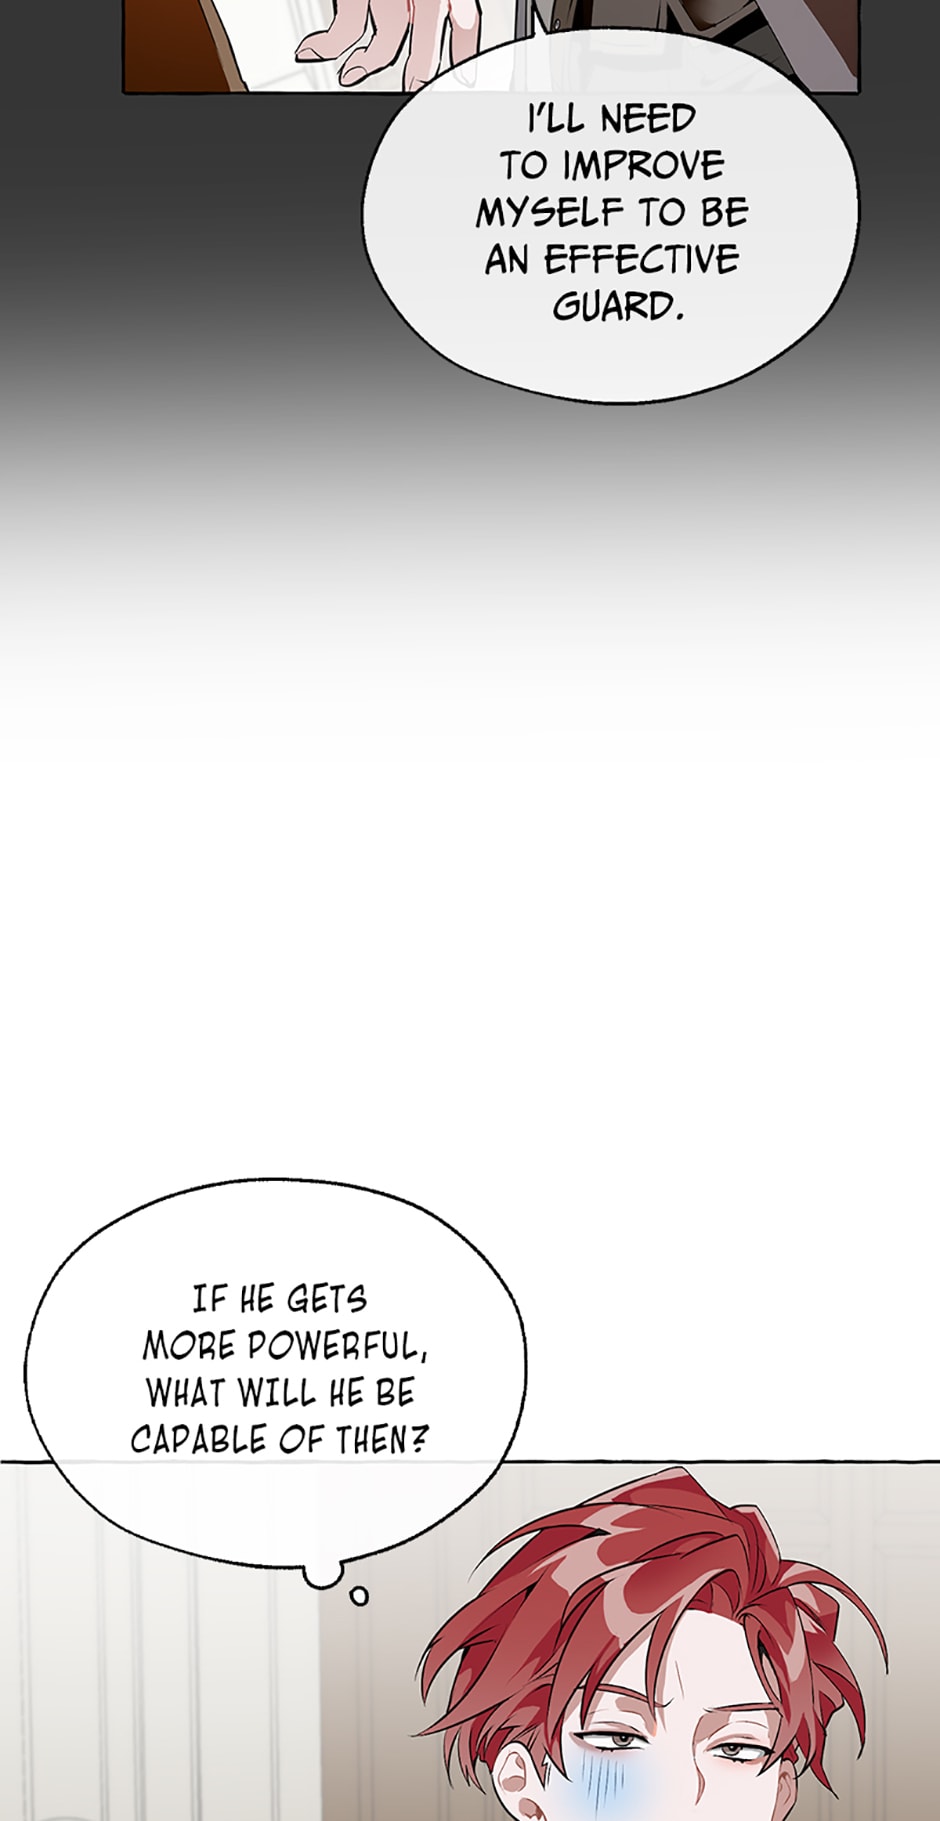 I'LL NEED
TO IMPROVE
MYSELF TO BE
AN EFFECTIVE
GUARD.
IF HE GETS
MORE POWERFUL,
WHAT WILL HE BE
CAPABLE OF THEN?